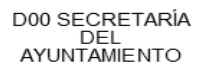 D00 SECRETARÍA
DEL
AYUNTAMIENTO